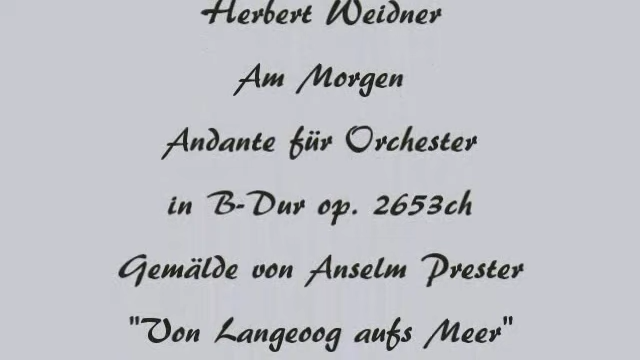 Herbert Weidner
Am Morgen
Andante für Orchester
in B-Dur op. 2653ch
Gemälde von Anselm Prester
"Von Langeoog aufs Meer"